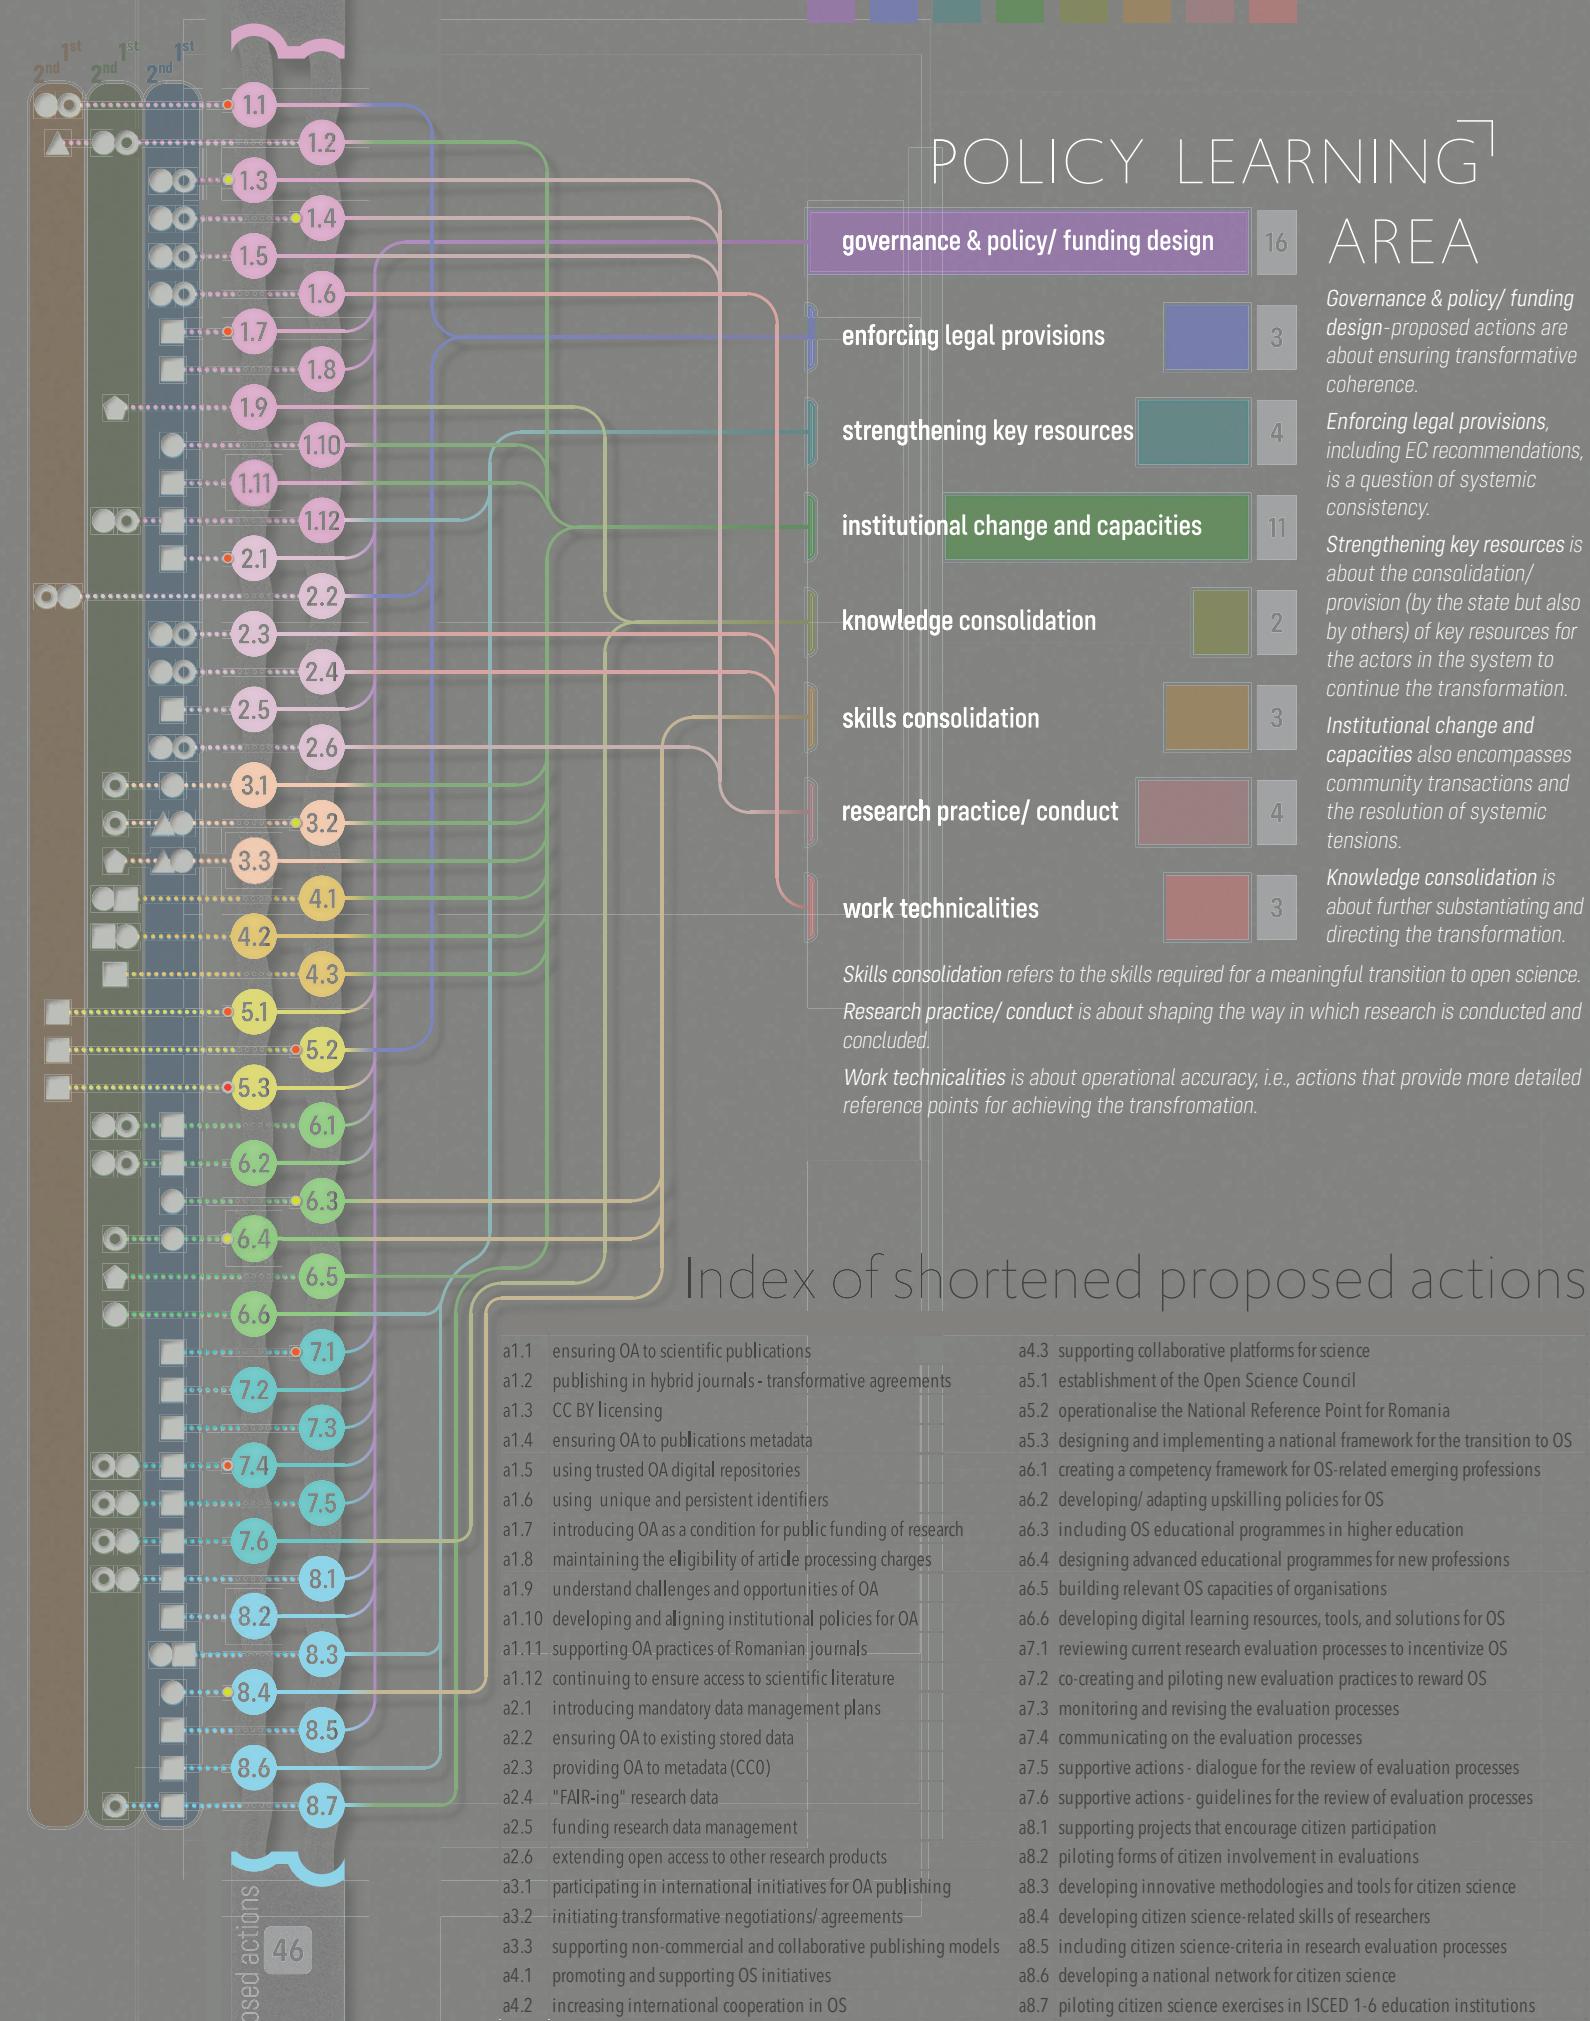 1st 1st 1st
2nd 2nd 2nd
1.1
1.2
1.3
1.4
1.5
1.6
1.7
1.8
1.9
1.10
1.11
1.12
2.1
2.2
2.3
2.4
2.5
2.6
3.1
3.2
3.3
4.1
4.2
4.3
5.1
5.2
5.3
6.1
6.2
6.3
6.4
6.5
6.6
7.1
7.2
7.3
7.4
7.5
7.6
8.1
8.2
8.3
8.4
8.5
8.6
8.7
osed actions
46
POLICY LEARNING
AREA
governance & policy/ funding design 16
enforcing legal provisions 3
strengthening key resources 4
institutional change and capacities 11
knowledge consolidation 2
skills consolidation 3
research practice/ conduct 4
work technicalities 3
Governance & policy/ funding
design-proposed actions are
about ensuring transformative
coherence.
Enforcing legal provisions,
including EC recommendations,
is a question of systemic
consistency.
Strengthening key resources is
about the consolidation/
provision (by the state but also
by others) of key resources for
the actors in the system to
continue the transformation.
Institutional change and
capacities also encompasses
community transactions and
the resolution of systemic
tensions.
Knowledge consolidation is
about further substantiating and
directing the transformation.
Skills consolidation refers to the skills required for a meaningful transition to open science.
Research practice/ conduct is about shaping the way in which research is conducted and
concluded.
Work technicalities is about operational accuracy, i.e., actions that provide more detailed
reference points for achieving the transfromation.
Index of shortened proposed actions
a1.1 ensuring OA to scientific publications
a1.2 publishing in hybrid journals - transformative agreements
a1.3 CC BY licensing
a1.4 ensuring OA to publications metadata
a1.5 using trusted OA digital repositories
a1.6 using unique and persistent identifiers
a1.7 introducing OA as a condition for public funding of research
a1.8 maintaining the eligibility of article processing charges
a1.9 understand challenges and opportunities of OA
a1.10 developing and aligning institutional policies for OA
a1.11 supporting OA practices of Romanian journals
a1.12 continuing to ensure access to scientific literature
a2.1 introducing mandatory data management plans
a2.2 ensuring OA to existing stored data
a2.3 providing OA to metadata (CC0)
a2.4 "FAIR-ing" research data
a2.5 funding research data management
a2.6 extending open access to other research products
a3.1 participating in international initiatives for OA publishing
a3.2 initiating transformative negotiations/ agreements
a3.3 supporting non-commercial and collaborative publishing models
a4.1 promoting and supporting OS initiatives
a4.2 increasing international cooperation in OS
a4.3 supporting collaborative platforms for science
a5.1 establishment of the Open Science Council
a5.2 operationalise the National Reference Point for Romania
a5.3 designing and implementing a national framework for the transition to OS
a6.1 creating a competency framework for OS-related emerging professions
a6.2 developing/ adapting upskilling policies for OS
a6.3 including OS educational programmes in higher education
a6.4 designing advanced educational programmes for new professions
a6.5 building relevant OS capacities of organisations
a6.6 developing digital learning resources, tools, and solutions for OS
a7.1 reviewing current research evaluation processes to incentivize OS
a7.2 co-creating and piloting new evaluation practices to reward OS
a7.3 monitoring and revising the evaluation processes
a7.4 communicating on the evaluation processes
a7.5 supportive actions - dialogue for the review of evaluation processes
a7.6 supportive actions - guidelines for the review of evaluation processes
a8.1 supporting projects that encourage citizen participation
a8.2 piloting forms of citizen involvement in evaluations
a8.3 developing innovative methodologies and tools for citizen science
a8.4 developing citizen science-related skills of researchers
a8.5 including citizen science-criteria in research evaluation processes
a8.6 developing a national network for citizen science
a8.7 piloting citizen science exercises in ISCED 1-6 education institutions